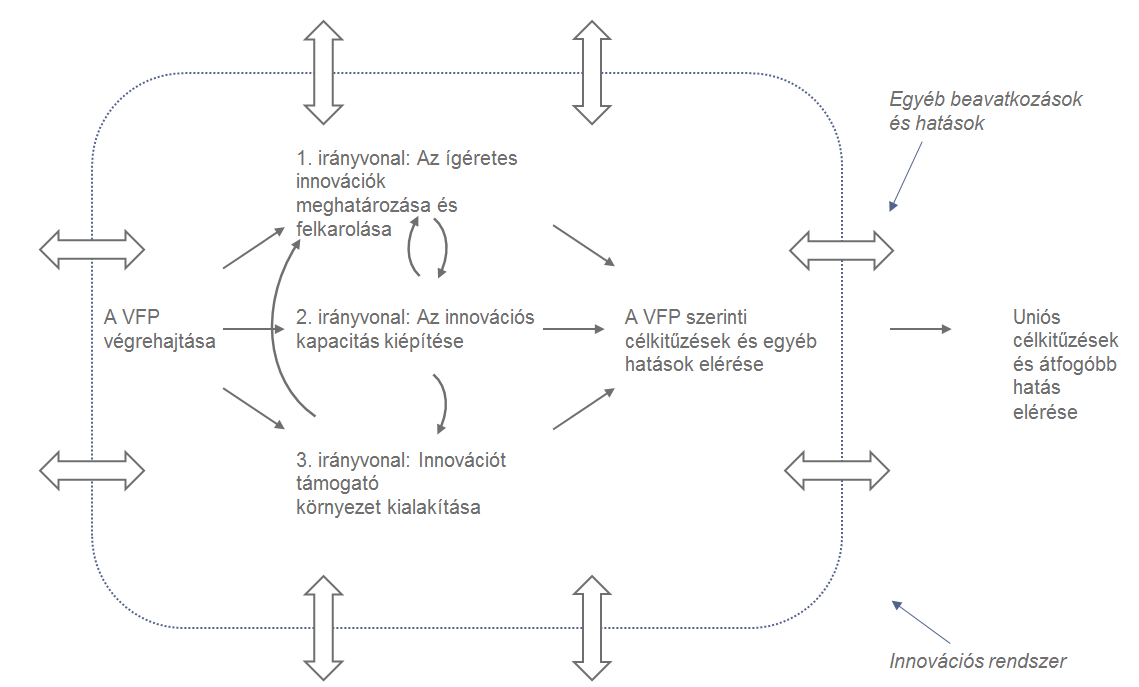 Egyéb beavatkozások
és hatások
1. irányvonal: Az ígéretes
innovációk
meghatározása és
felkarolása
A VFP
végrehajtása
2. irányvonal: Az innovációs
kapacitás kiépítése
A VFP szerinti
célkitűzések és egyéb
hatások elérése
Uniós
célkitűzések
és átfogóbb
hatás
elérése
3. irányvonal: Innovációt
támogató
környezet kialakítása
Innovációs rendszer